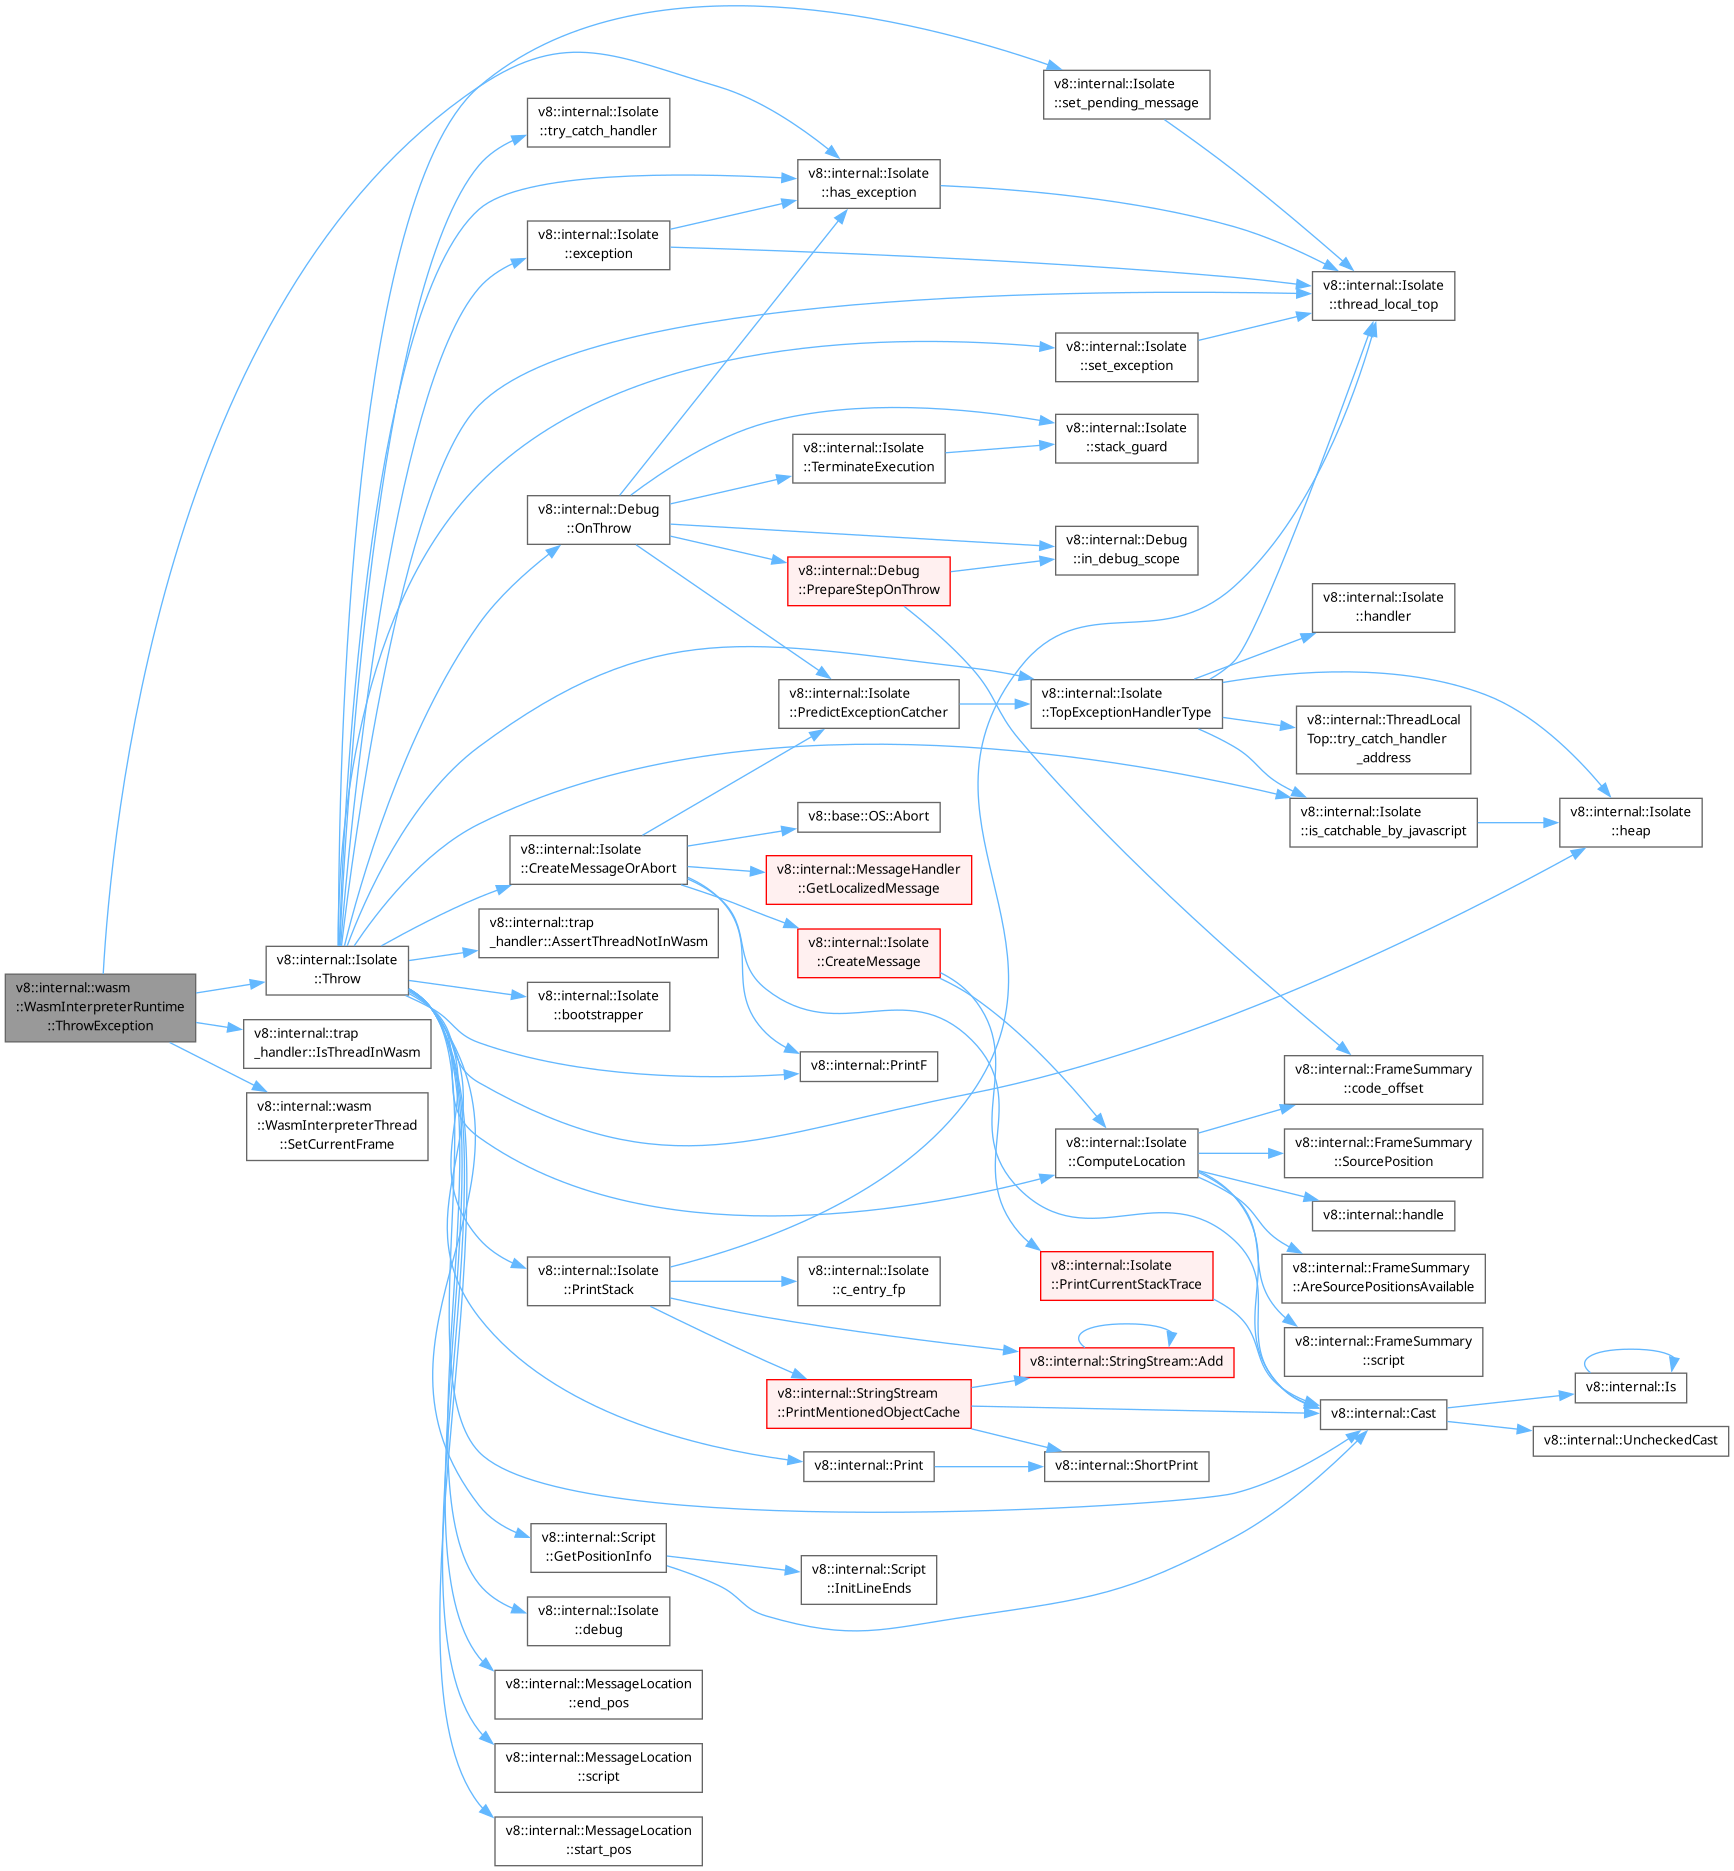 v8::internal::Isolate
::set_pending_message
v8::internal::Isolate
::try_catch_handler
v8::internal::Isolate
::has_exception
v8::internal::Isolate
::exception
v8::internal::Isolate
::thread_local_top
v8::internal::Isolate
::set_exception
v8::internal::Isolate
::stack_guard
v8::internal::Isolate
::TerminateExecution
v8::internal::Debug
::OnThrow
v8::internal::Debug
::in_debug_scope
v8::internal::Debug
::PrepareStepOnThrow
v8::internal::Isolate
::handler
v8::internal::Isolate
::PredictExceptionCatcher
v8::internal::Isolate
::TopExceptionHandlerType
v8::internal::ThreadLocal
Top::try_catch_handler
_address
v8::base::OS::Abort
v8::internal::Isolate
::is_catchable_by_javascript
v8::internal::Isolate
::heap
v8::internal::Isolate
::CreateMessageOrAbort
v8::internal::MessageHandler
::GetLocalizedMessage
v8::internal::trap
_handler::AssertThreadNotInWasm
v8::internal::Isolate
::CreateMessage
v8::internal::Isolate
::Throw
v8::internal::wasm
::WasmInterpreterRuntime
::ThrowException
v8::internal::Isolate
::bootstrapper
v8::internal::trap
_handler::IsThreadInWasm
v8::internal::PrintF
v8::internal::FrameSummary
::code_offset
v8::internal::wasm
::WasmInterpreterThread
::SetCurrentFrame
v8::internal::Isolate
::ComputeLocation
v8::internal::FrameSummary
::SourcePosition
v8::internal::handle
v8::internal::Isolate
::PrintStack
v8::internal::Isolate
::c_entry_fp
v8::internal::Isolate
::PrintCurrentStackTrace
v8::internal::FrameSummary
::AreSourcePositionsAvailable
v8::internal::FrameSummary
::script
v8::internal::StringStream::Add
v8::internal::StringStream
::PrintMentionedObjectCache
v8::internal::Is
v8::internal::Cast
v8::internal::UncheckedCast
v8::internal::Print
v8::internal::ShortPrint
v8::internal::Script
::GetPositionInfo
v8::internal::Script
::InitLineEnds
v8::internal::Isolate
::debug
v8::internal::MessageLocation
::end_pos
v8::internal::MessageLocation
::script
v8::internal::MessageLocation
::start_pos